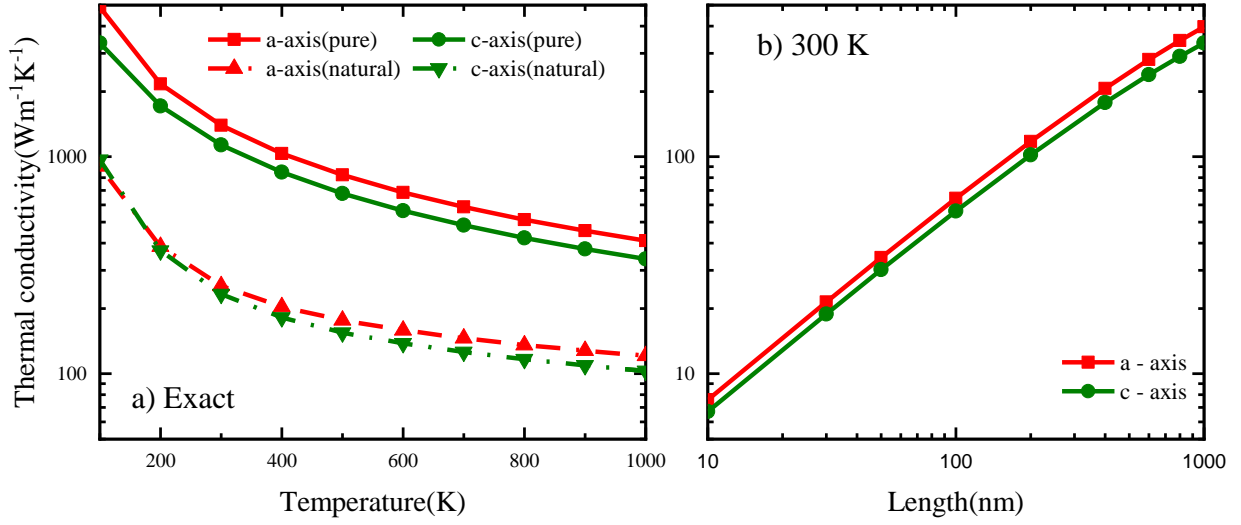 Thermal conductivity(Wm⁻¹K⁻¹)
1000
100
a-axis(pure)
c-axis(pure)
a-axis(natural)
c-axis(natural)
a) Exact
200
400
600
800
1000
Temperature(K)
b) 300 K
100
10
a - axis
c - axis
10
100
1000
Length(nm)